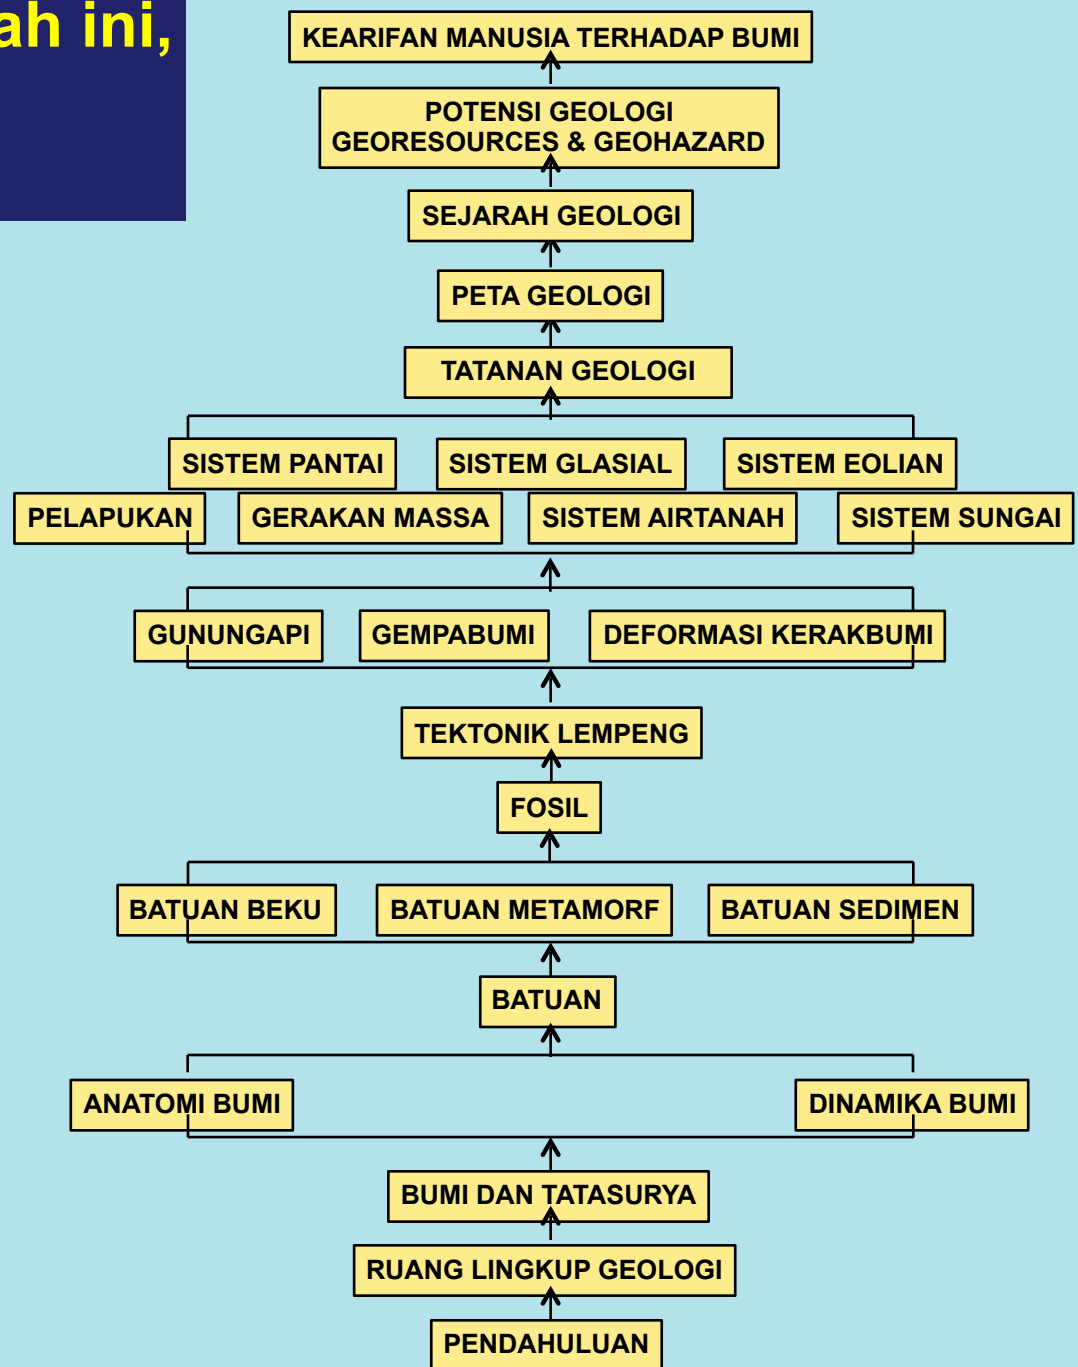 ah ini,
KEARIFAN MANUSIA TERHADAP BUMI
POTENSI GEOLOGI
GEORESOURCES & GEOHAZARD
SEJARAH GEOLOGI
PETA GEOLOGI
TATANAN GEOLOGI
SISTEM PANTAI
SISTEM GLASIAL
SISTEM EOLIAN
PELAPUKAN
GERAKAN MASSA
SISTEM AIRTANAH
SISTEM SUNGAI
GUNUNGAPI
GEMPABUMI
DEFORMASI KERAKBUMI
TEKTONIK LEMPENG
FOSIL
BATUAN BEKU
BATUAN METAMORF
BATUAN SEDIMEN
BATUAN
ANATOMI BUMI
DINAMIKA BUMI
BUMI DAN TATASURYA
RUANG LINGKUP GEOLOGI
PENDAHULUAN